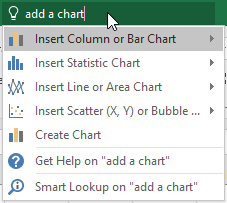 add a chart
Insert Column or Bar Chart
Insert Statistic Chart
Insert Line or Area Chart
Insert Scatter (X, Y) or Bubble ...
Create Chart
Get Help on "add a chart"
Smart Lookup on "add a chart"